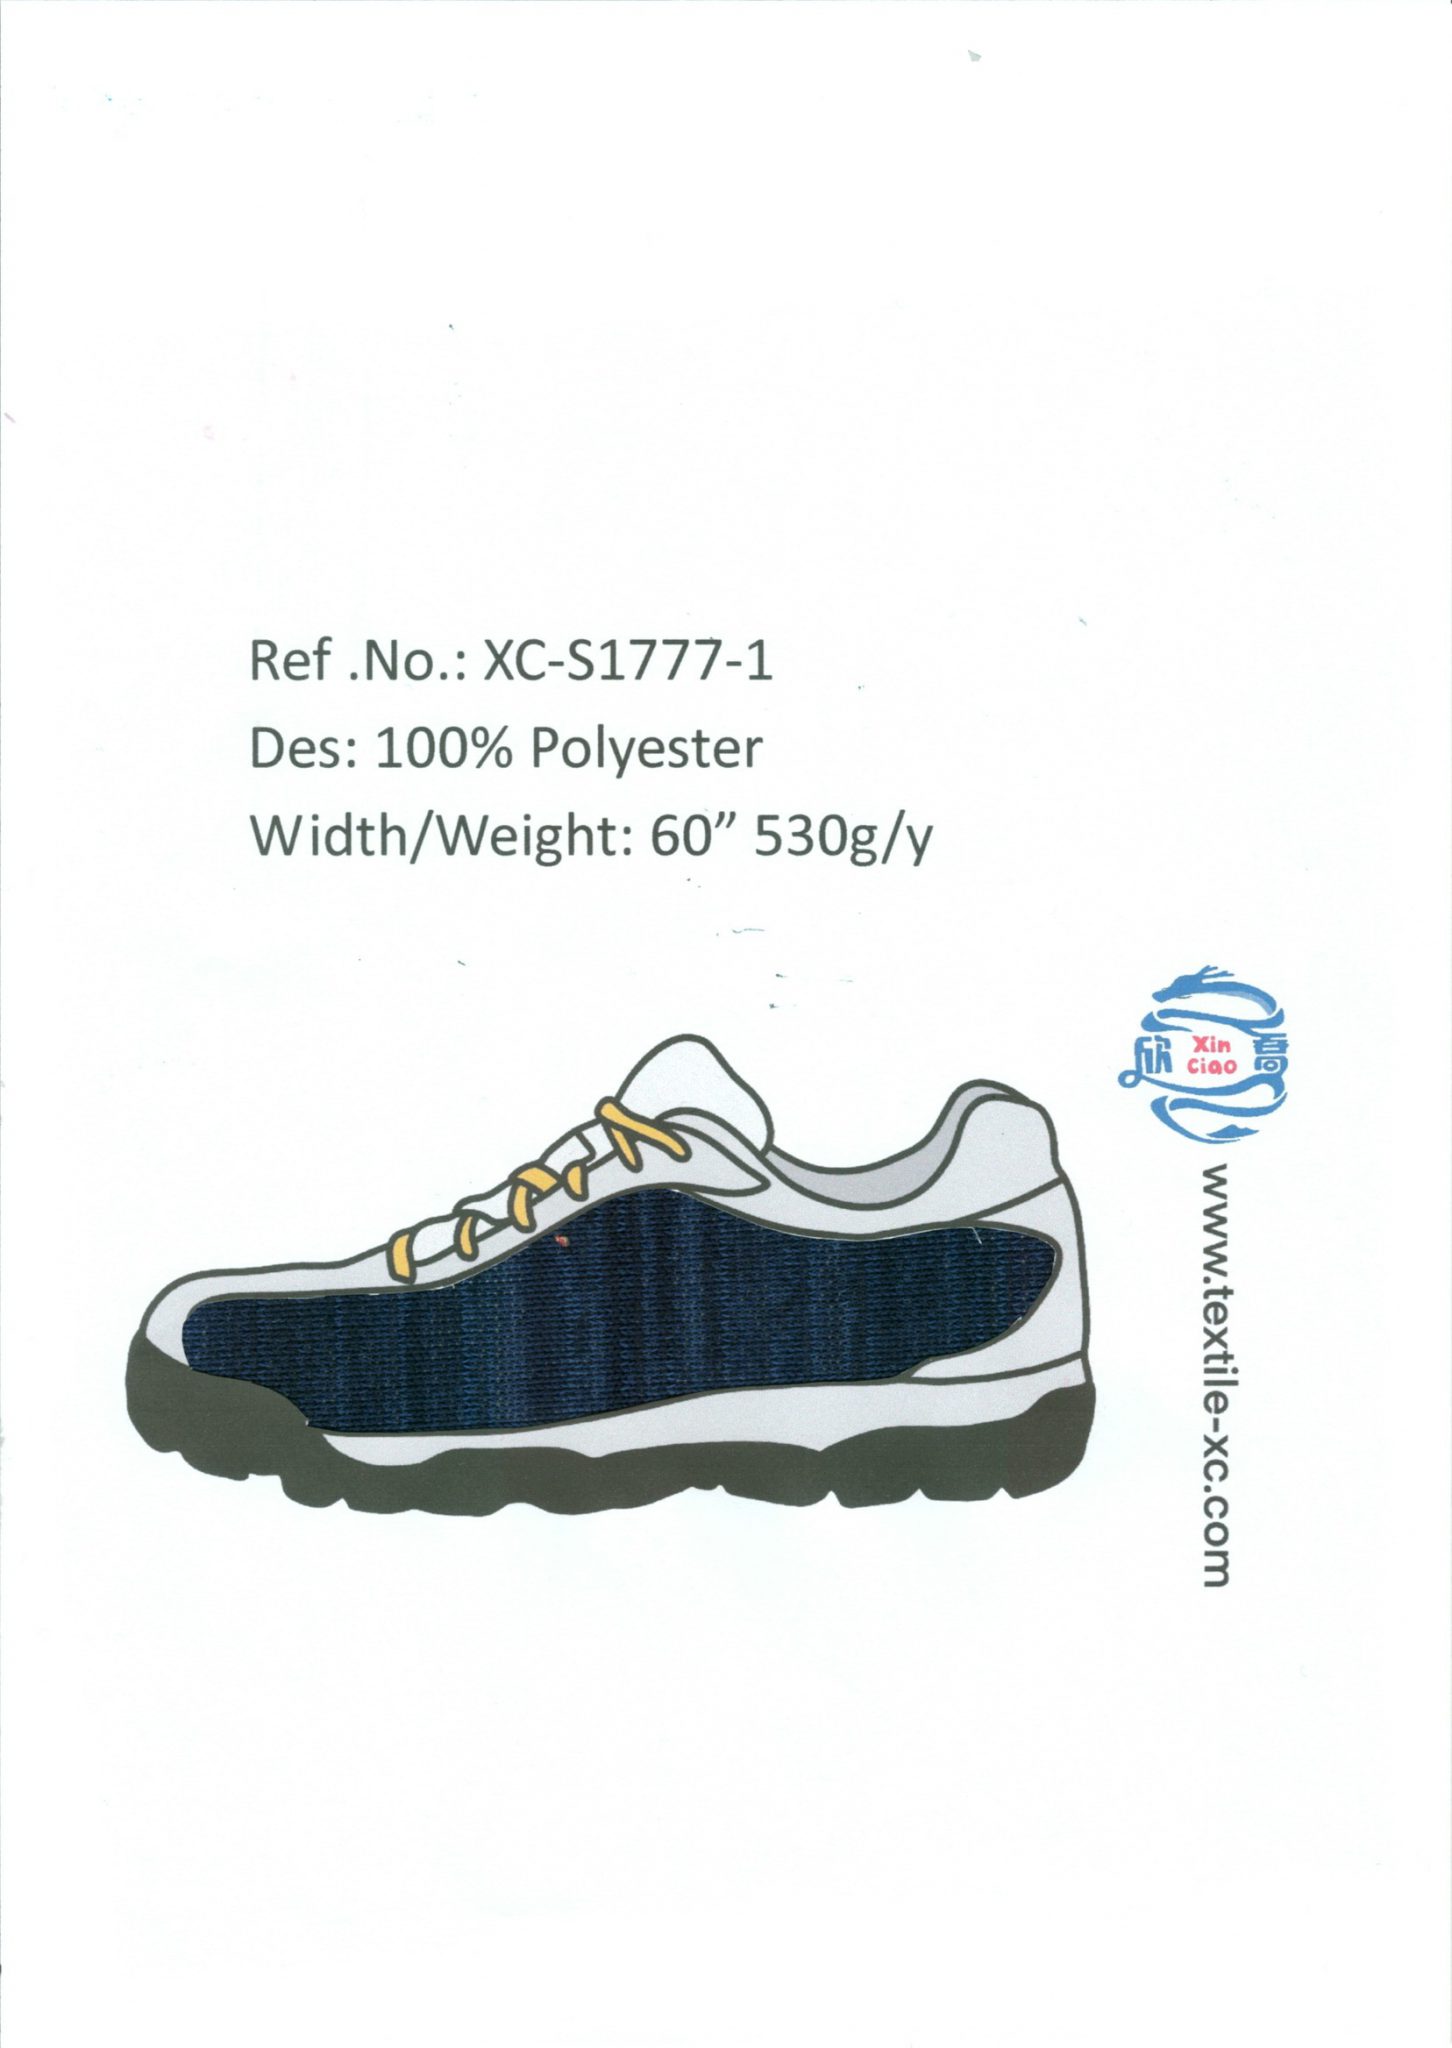 Ref .No.: XC-S1777-1
Des: 100% Polyester
Width/Weight: 60” 530g/y
欣 Xin 喬
Ciao
www.textile-xc.com